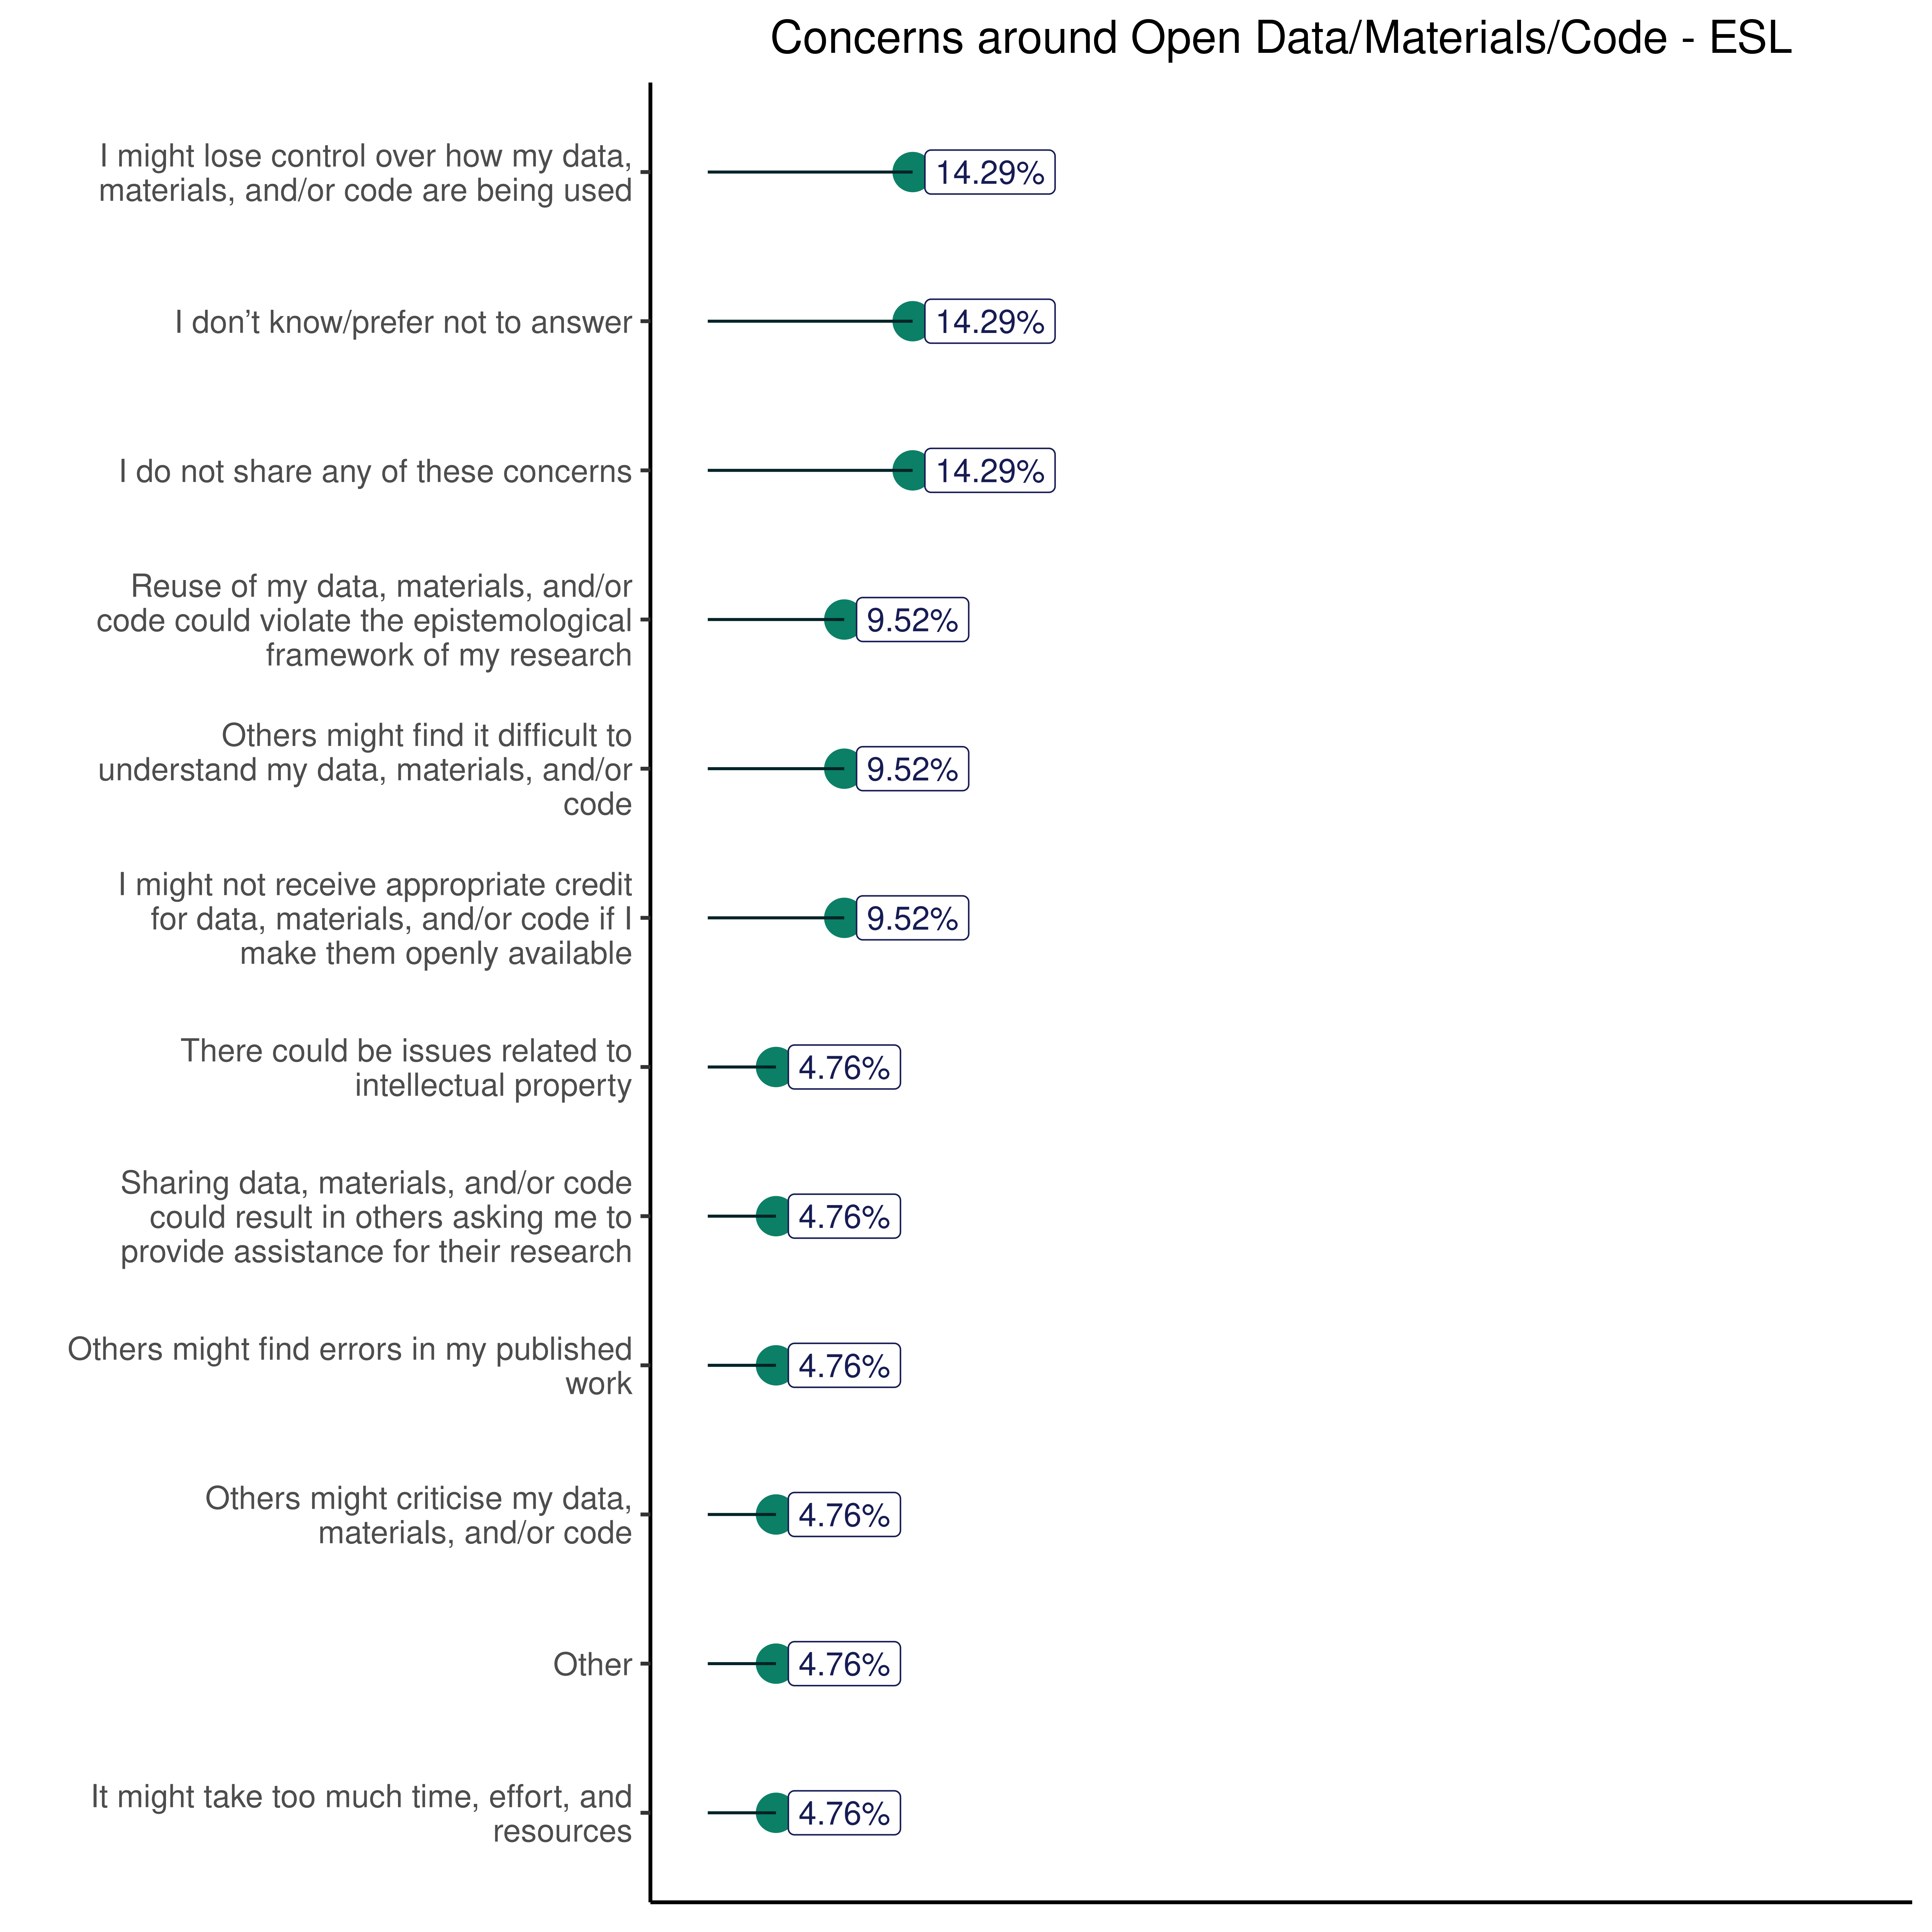 Concerns around Open Data/Materials/Code - ESL
I might lose control over how my data,
materials, and/or code are being used
14.29%
I don’t know/prefer not to answer
14.29%
I do not share any of these concerns
14.29%
Reuse of my data, materials, and/or
code could violate the epistemological
framework of my research
9.52%
Others might find it difficult to
understand my data, materials, and/or
code
9.52%
I might not receive appropriate credit
for data, materials, and/or code if I
make them openly available
9.52%
There could be issues related to
intellectual property
4.76%
Sharing data, materials, and/or code
could result in others asking me to
provide assistance for their research
4.76%
Others might find errors in my published
work
4.76%
Others might criticise my data,
materials, and/or code
4.76%
Other
4.76%
It might take too much time, effort, and
resources
4.76%